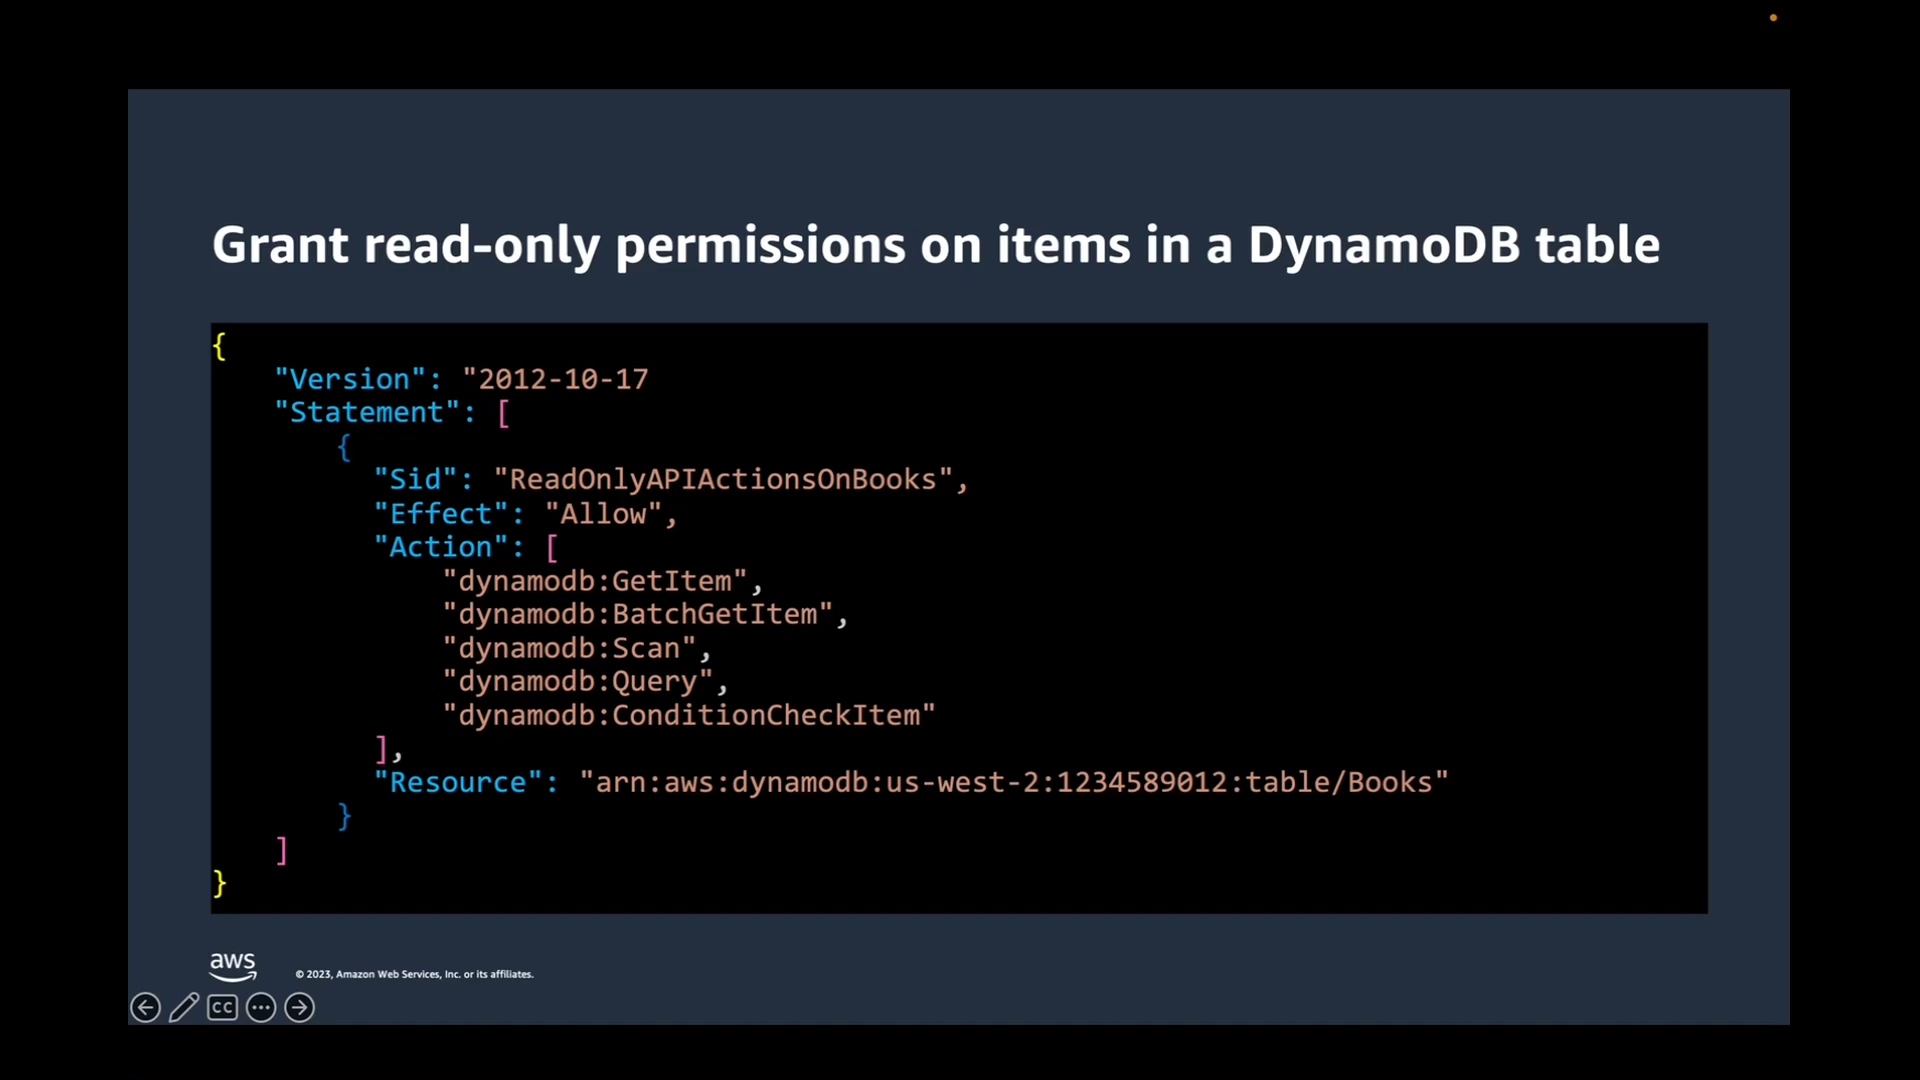 Grant read-only permissions on items in a DynamoDB table
{
"Version": "2012-10-17
"Statement": [
{
"Sid": "ReadOnlyAPIActionsOnBooks",
"Effect": "Allow",
"Action": [
"dynamodb:GetItem",
"dynamodb:BatchGetItem",
"dynamodb:Scan",
"dynamodb:Query",
"dynamodb:ConditionCheckItem"
],
"Resource": "arn:aws:dynamodb:us-west-2:1234589012:table/Books"
}
]
}
aws
© 2023, Amazon Web Services, Inc. or its affiliates.
CC